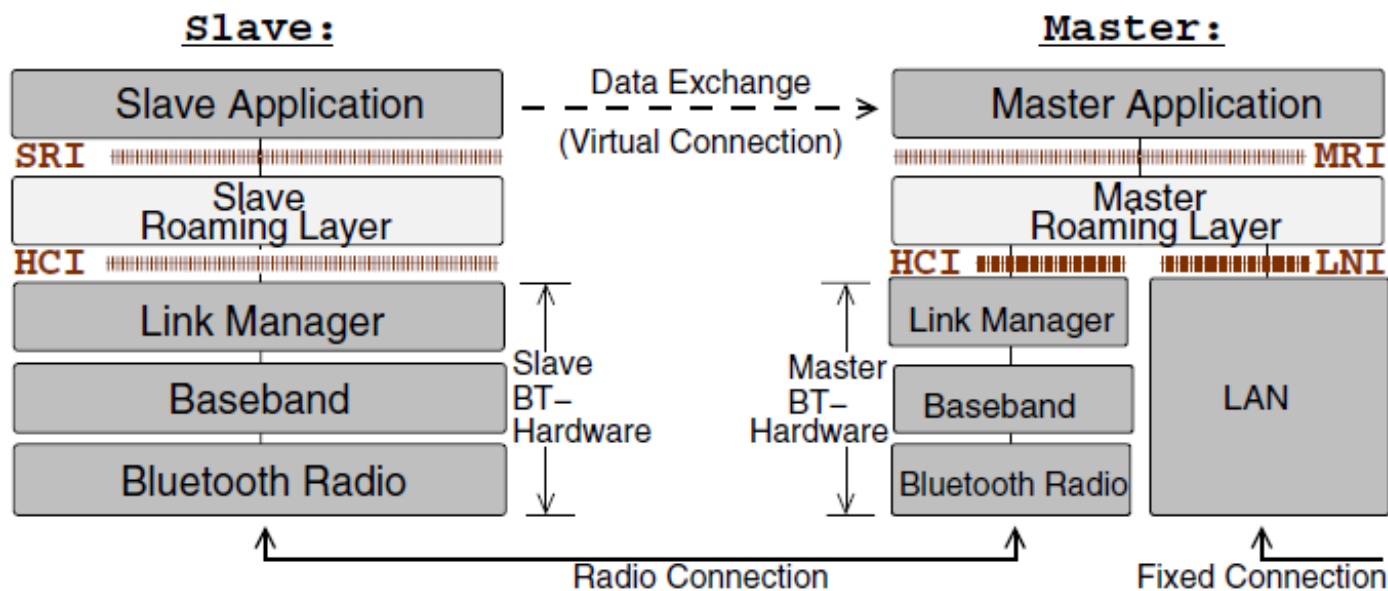 Slave:
Master:
Slave Application
Data Exchange
(Virtual Connection)
Master Application
SRI
MRI
Slave
Roaming Layer
Master
Roaming Layer
HCI
HCI
LNI
Link Manager
Baseband
Bluetooth Radio
Slave
BT–
Hardware
Master
BT–
Hardware
Link Manager
Baseband
Bluetooth Radio
LAN
Radio Connection
Fixed Connection